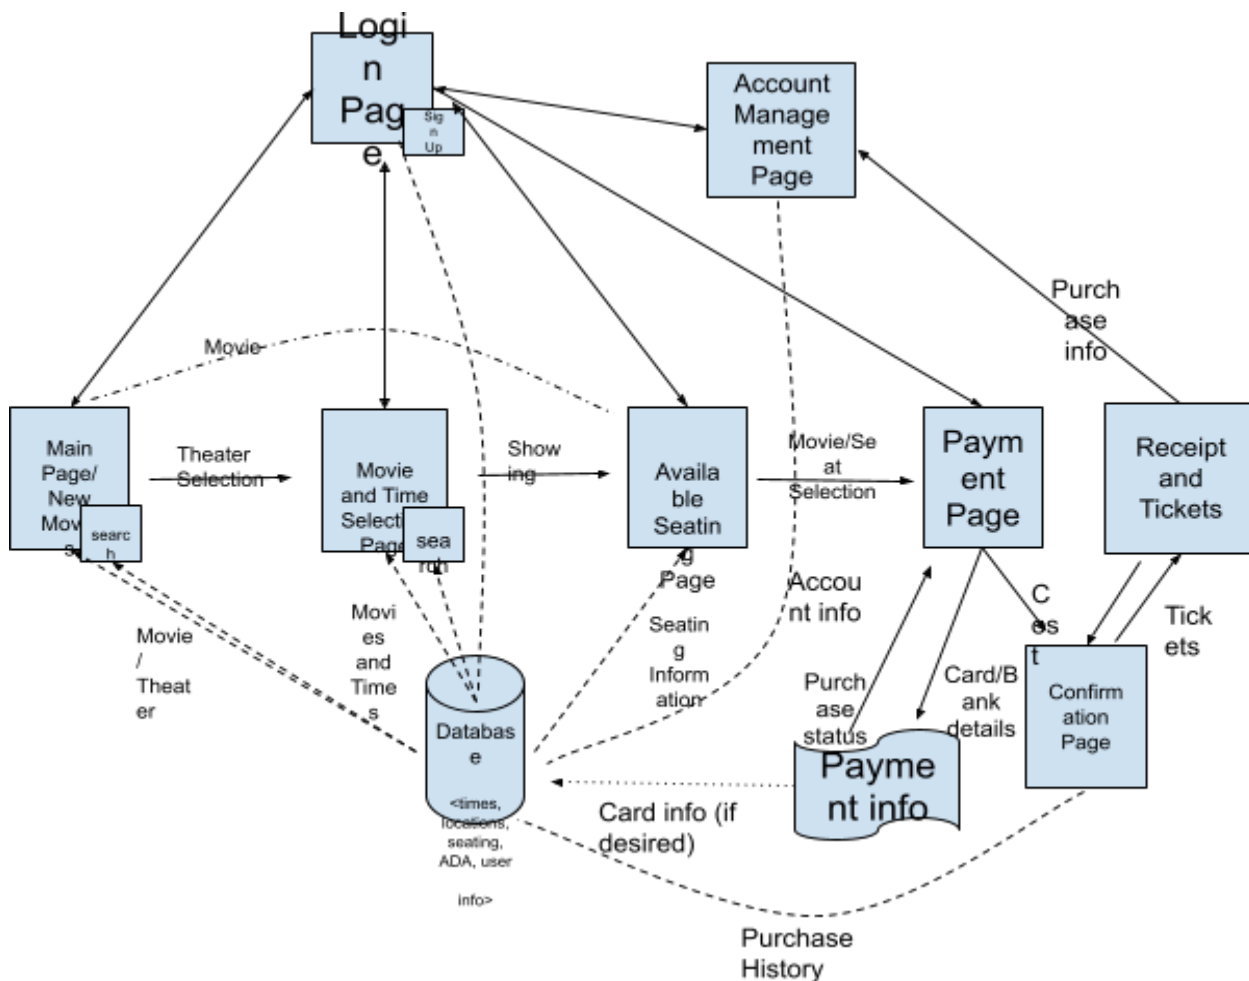 Logi
n
Pag
e
Sig
n
Up
Account
Manage
ment
Page
Purch
ase
info
Movie
Main
Page/
New
Movie
s
searc
h
Theater
Selection
Movie
and Time
Selection
Page
sea
rch
Show
ing
Availa
ble
Seatin
g
Page
Movie/Se
at
Selection
Paym
ent
Page
Receipt
and
Tickets
Movie
/
Theat
er
Movi
es
and
Time
s
Seatin
g
Inform
ation
Accou
nt info
Purch
ase
status
Card/B
ank
details
C
os
t
Tick
ets
Confirm
ation
Page
Databas
e
<times,
locations,
seating,
ADA, user
info>
Payme
nt info
Card info (if
desired)
Purchase
History